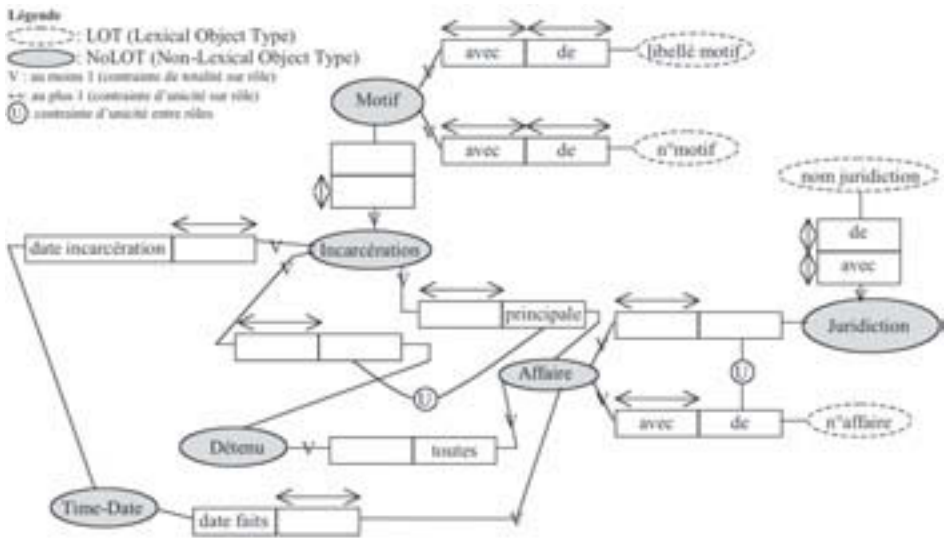 Légende
: LOT (Lexical Object Type)
: NoLOT (Non-Lexical Object Type)
V : au moins 1 (contrainte de totalité sur rôle)
↔ au plus 1 (contrainte d'unicité sur rôle)
U : contrainte d'unicité entre rôles
avec de libellé motif
V
Motif
V
avec de n°motif
nom juridiction
de
avec
V
V
date incarcération V Incarcération
V
V
principale
V
Juridiction
Affaire
U
U
V
avec de n°affaire
V
Détenu V toutes
Time-Date date faits V